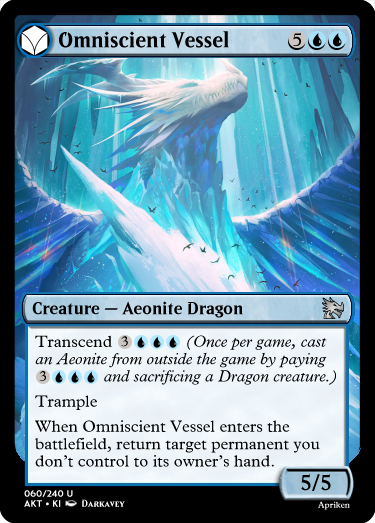 Omniscient Vessel 5
Creature — Aeonite Dragon
Transcend 3 (Once per game, cast
an Aeonite from outside the game by paying
3 and sacrificing a Dragon creature.)
Trample
When Omniscient Vessel enters the
battlefield, return target permanent you
don't control to its owner's hand.
5/5
060/240 U
AKT • KI Darkavey
Apriken